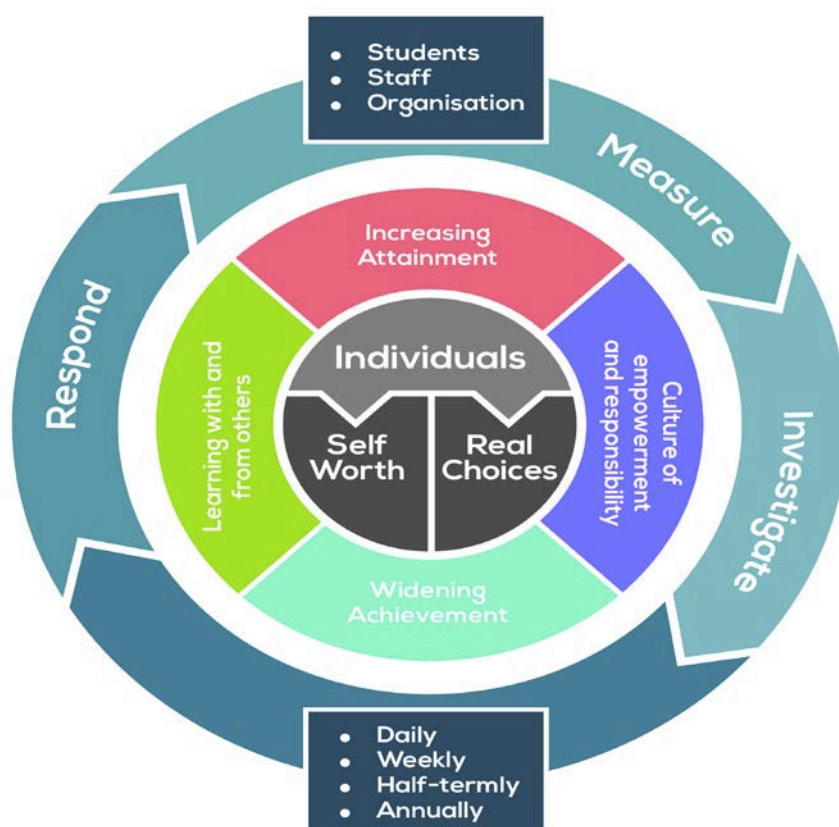 Students
Staff
Organisation
Measure
Investigate
Respond
Increasing
Attainment
Culture of
empowerment
and responsibility
Learning with and
from others
Widening
Achievement
Individuals
Self
Worth
Real
Choices
Daily
Weekly
Half-termly
Annually